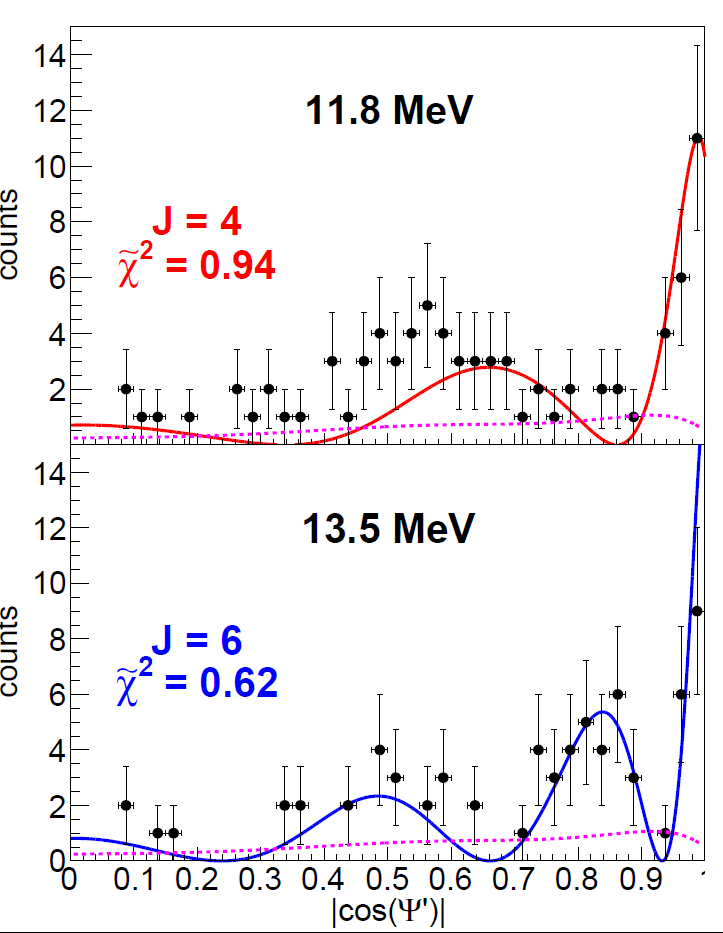 14
12
11.8 MeV
10
counts
8
J = 4
χ̃² = 0.94
6
4
2
14
12
13.5 MeV
10
counts
8
J = 6
χ̃² = 0.62
6
4
2
0
0 0.1 0.2 0.3 0.4 0.5 0.6 0.7 0.8 0.9
|cos(Ψ')|